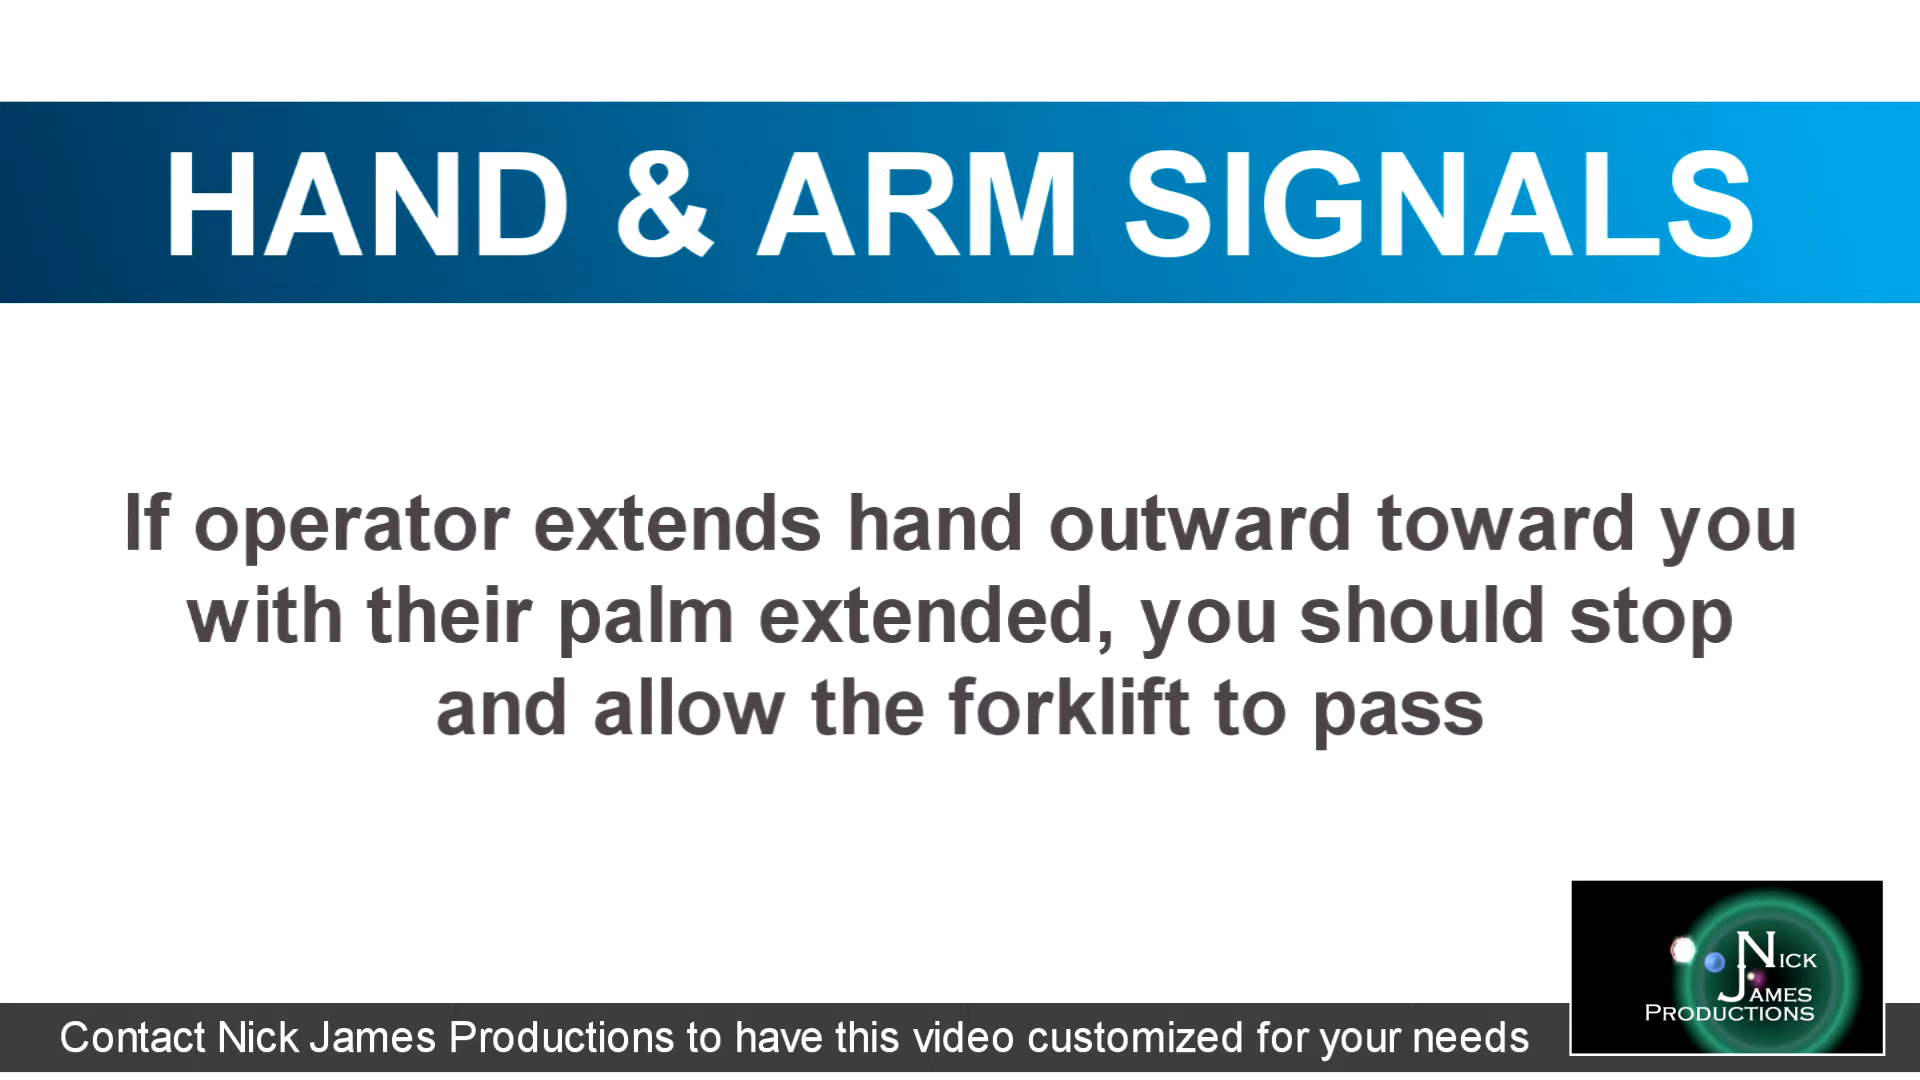 HAND & ARM SIGNALS
If operator extends hand outward toward you
with their palm extended, you should stop
and allow the forklift to pass
NICK
JAMES
PRODUCTIONS
Contact Nick James Productions to have this video customized for your needs